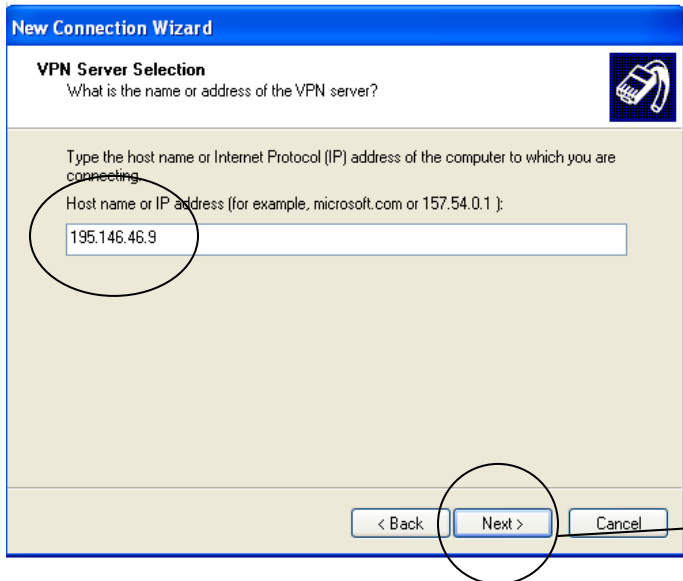 New Connection Wizard
VPN Server Selection
What is the name or address of the VPN server?
Type the host name or Internet Protocol (IP) address of the computer to which you are
connecting.
Host name or IP address (for example, microsoft.com or 157.54.0.1 ):
195.146.46.9
< Back Next > Cancel